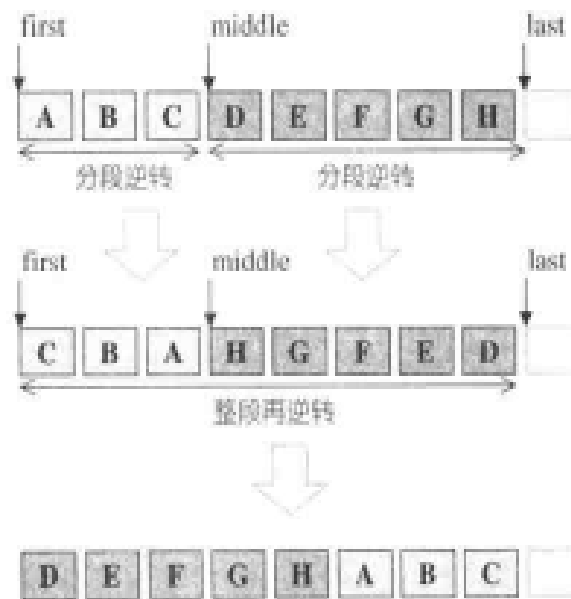 first middle last
A B C D E F G H
分段逆转 分段逆转
first middle last
C B A H G F E D
整段再逆转
D E F G H A B C